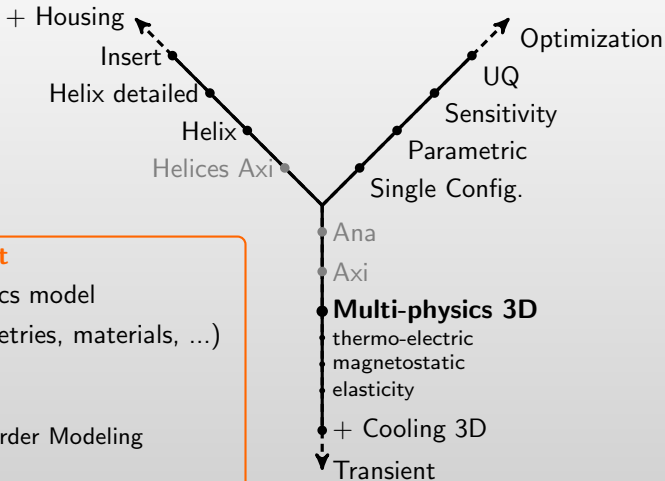 + Housing
Insert
Helix detailed
Helix
Helices Axi
Optimization
UQ
Sensitivity
Parametric
Single Config.
Ana
Axi
Multi-physics 3D
thermo-electric
magnetostatic
elasticity
+ Cooling 3D
Transient
t
cs model
etries, materials, ...)
rder Modeling